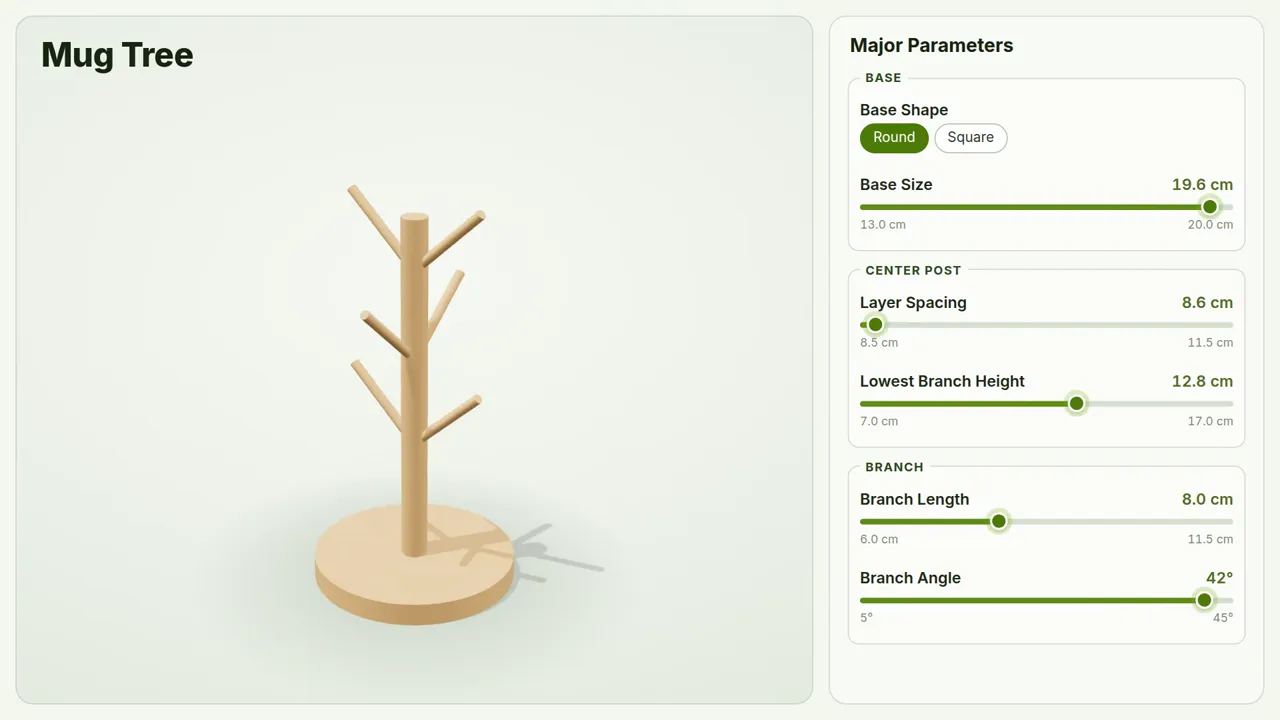 Mug Tree
Major Parameters
BASE
Base Shape
Round Square
Base Size 19.6 cm
13.0 cm 20.0 cm
CENTER POST
Layer Spacing 8.6 cm
8.5 cm 11.5 cm
Lowest Branch Height 12.8 cm
7.0 cm 17.0 cm
BRANCH
Branch Length 8.0 cm
6.0 cm 11.5 cm
Branch Angle 42°
5° 45°